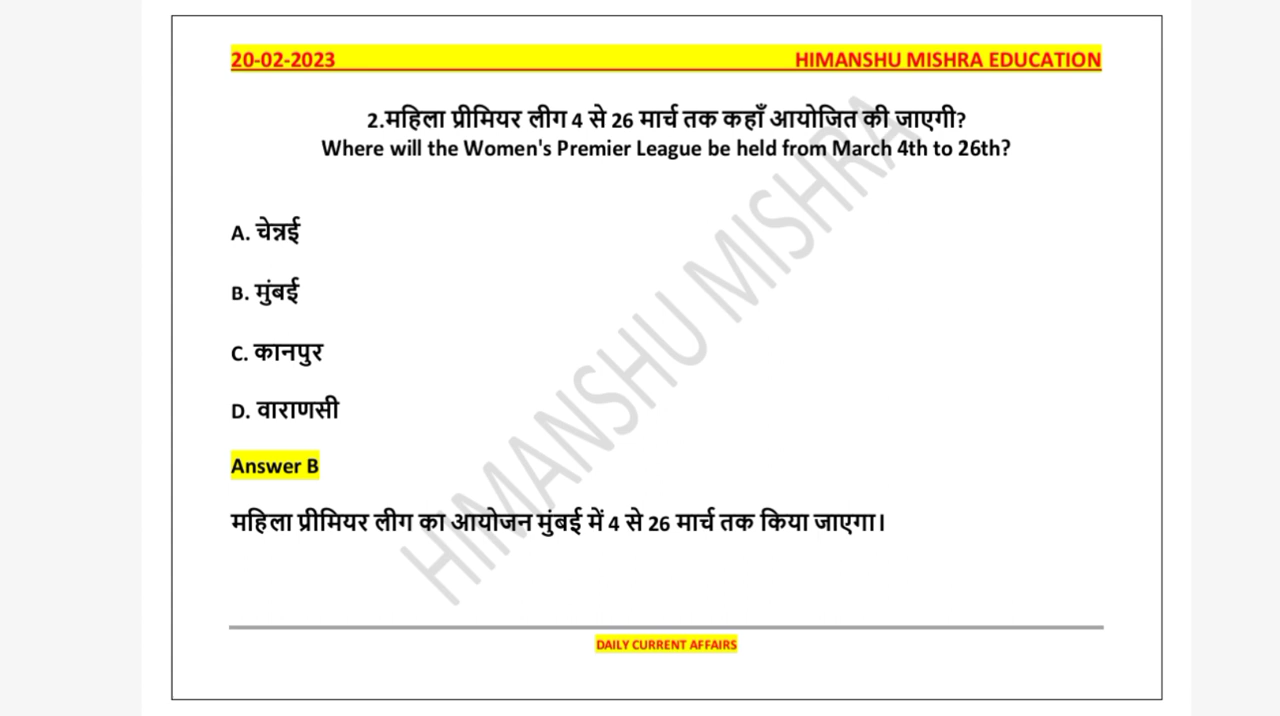 20-02-2023 HIMANSHU MISHRA EDUCATION
2.महिला प्रीमियर लीग 4 से 26 मार्च तक कहाँ आयोजित की जाएगी?
Where will the Women's Premier League be held from March 4th to 26th?
A. चेन्नई
B. मुंबई
C. कानपुर
D. वाराणसी
Answer B
महिला प्रीमियर लीग का आयोजन मुंबई में 4 से 26 मार्च तक किया जाएगा।
HIMANSHU MISHRA
DAILY CURRENT AFFAIRS